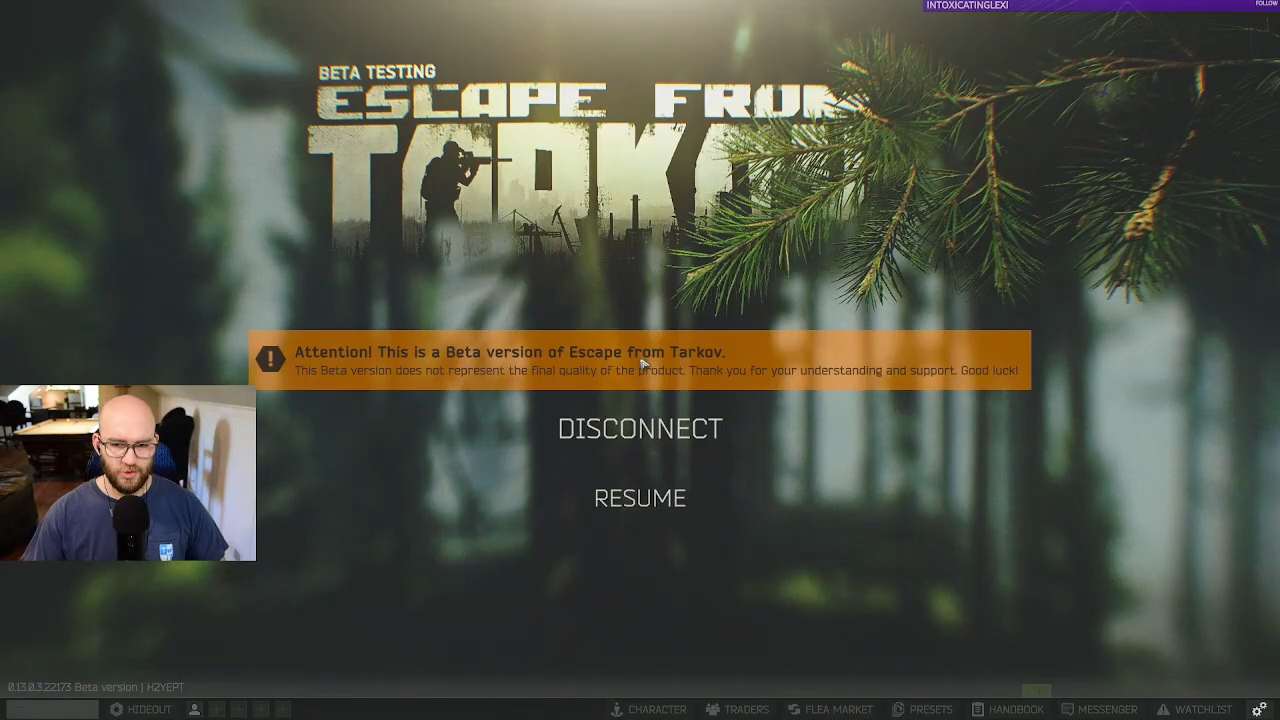 INTOXICATINGLEXI
FOLLOW
BETA TESTING
ESCAPE FROM
TARKOV
Attention! This is a Beta version of Escape from Tarkov.
This Beta version does not represent the final quality of the product. Thank you for your understanding and support. Good luck!
DISCONNECT
RESUME
0.13.0.3.22173 Beta version | H2YEPT
HIDEOUT
CHARACTER
TRADERS
FLEA MARKET
PRESETS
HANDBOOK
MESSENGER
WATCHLIST